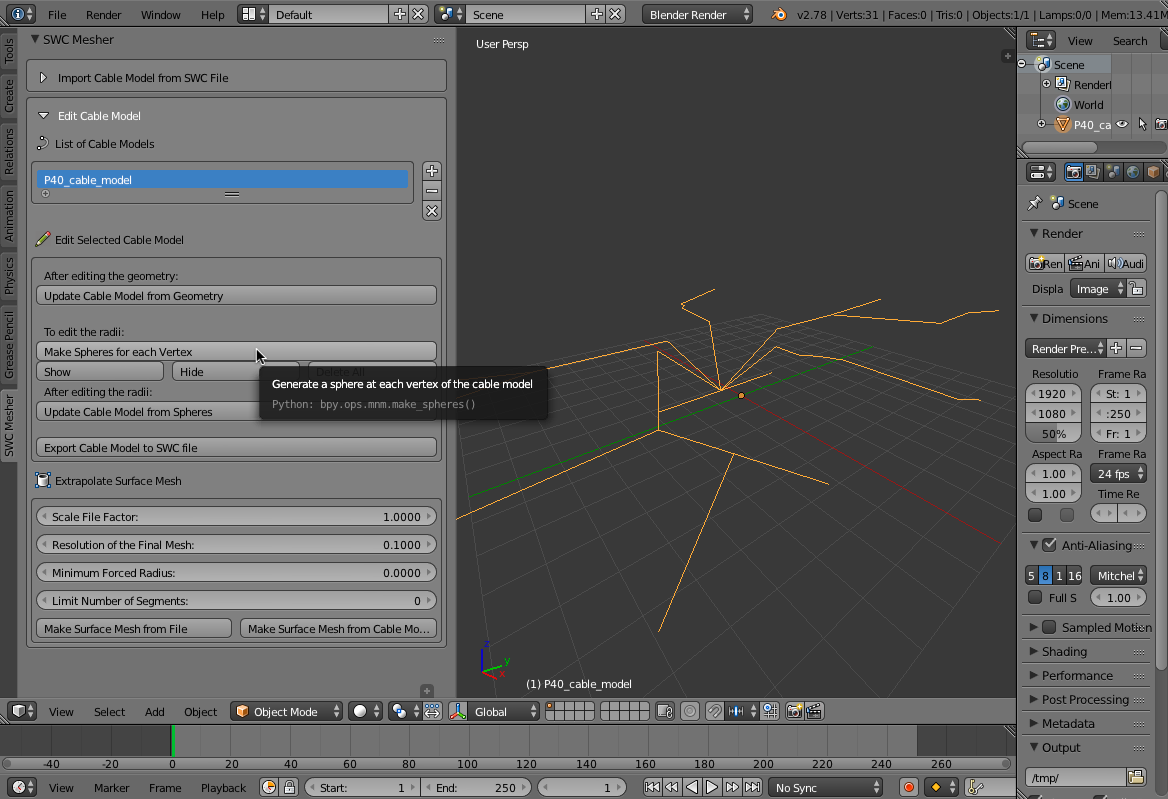 File Render Window Help Default Scene Blender Render v2.78 | Verts:31 | Faces:0 | Tris:0 | Objects:1/1 | Lamps:0/0 | Mem:13.41M
Tools
Create
Relations
Animation
Physics
Grease Pencil
SWC Mesher
SWC Mesher
Import Cable Model from SWC File
Edit Cable Model
List of Cable Models
P40_cable_model
Edit Selected Cable Model
After editing the geometry:
Update Cable Model from Geometry
To edit the radii:
Make Spheres for each Vertex
Show Hide Delete All
After editing the radii:
Update Cable Model from Spheres
Export Cable Model to SWC file
Generate a sphere at each vertex of the cable model
Python: bpy.ops.mnm.make_spheres()
Extrapolate Surface Mesh
Scale File Factor: 1.0000
Resolution of the Final Mesh: 0.1000
Minimum Forced Radius: 0.0000
Limit Number of Segments: 0
Make Surface Mesh from File Make Surface Mesh from Cable Mo...
User Persp
z
y
x
(1) P40_cable_model
View Select Add Object Object Mode Global
-40 -20 0 20 40 60 80 100 120 140 160 180 200 220 240 260
View Marker Frame Playback Start: 1 End: 250 1 No Sync
View Search
Scene
RenderI
World
P40_ca
Scene
Render
Ren Ani Audi
Displa Image
Dimensions
Render Pre...
Resolutio Frame Ra
1920 St: 1
1080 :250
50% Fr: 1
Aspect Ra Frame Ra
1.00 24 fps
1.00 Time Re
Anti-Aliasing
5 8 1 16 Mitchel
Full S 1.00
Sampled Motion
Shading
Performance
Post Processing
Metadata
Output
/tmp/